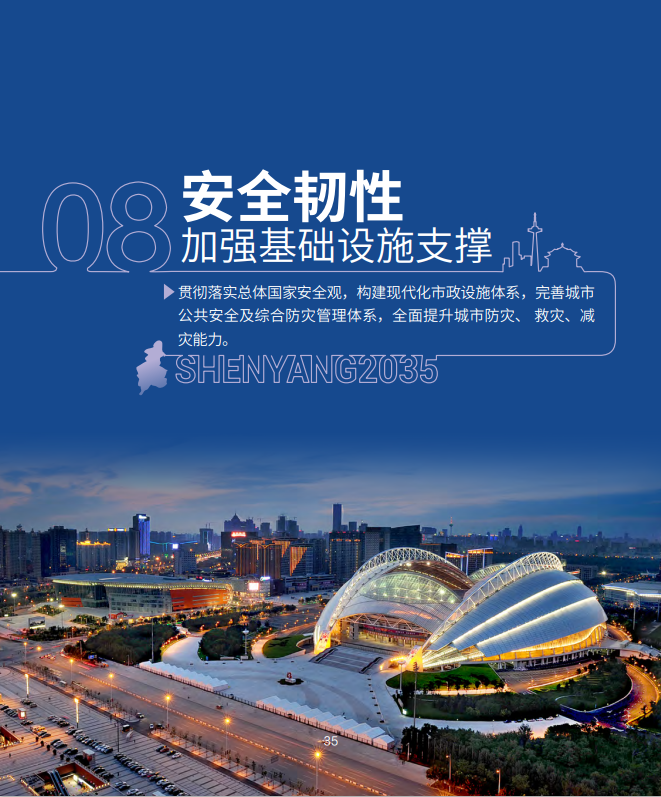 08
安全韧性
加强基础设施支撑
贯彻落实总体国家安全观，构建现代化市政设施体系，完善城市
公共安全及综合防灾管理体系，全面提升城市防灾、 救灾、减
灾能力。
SHENYANG2035
-35